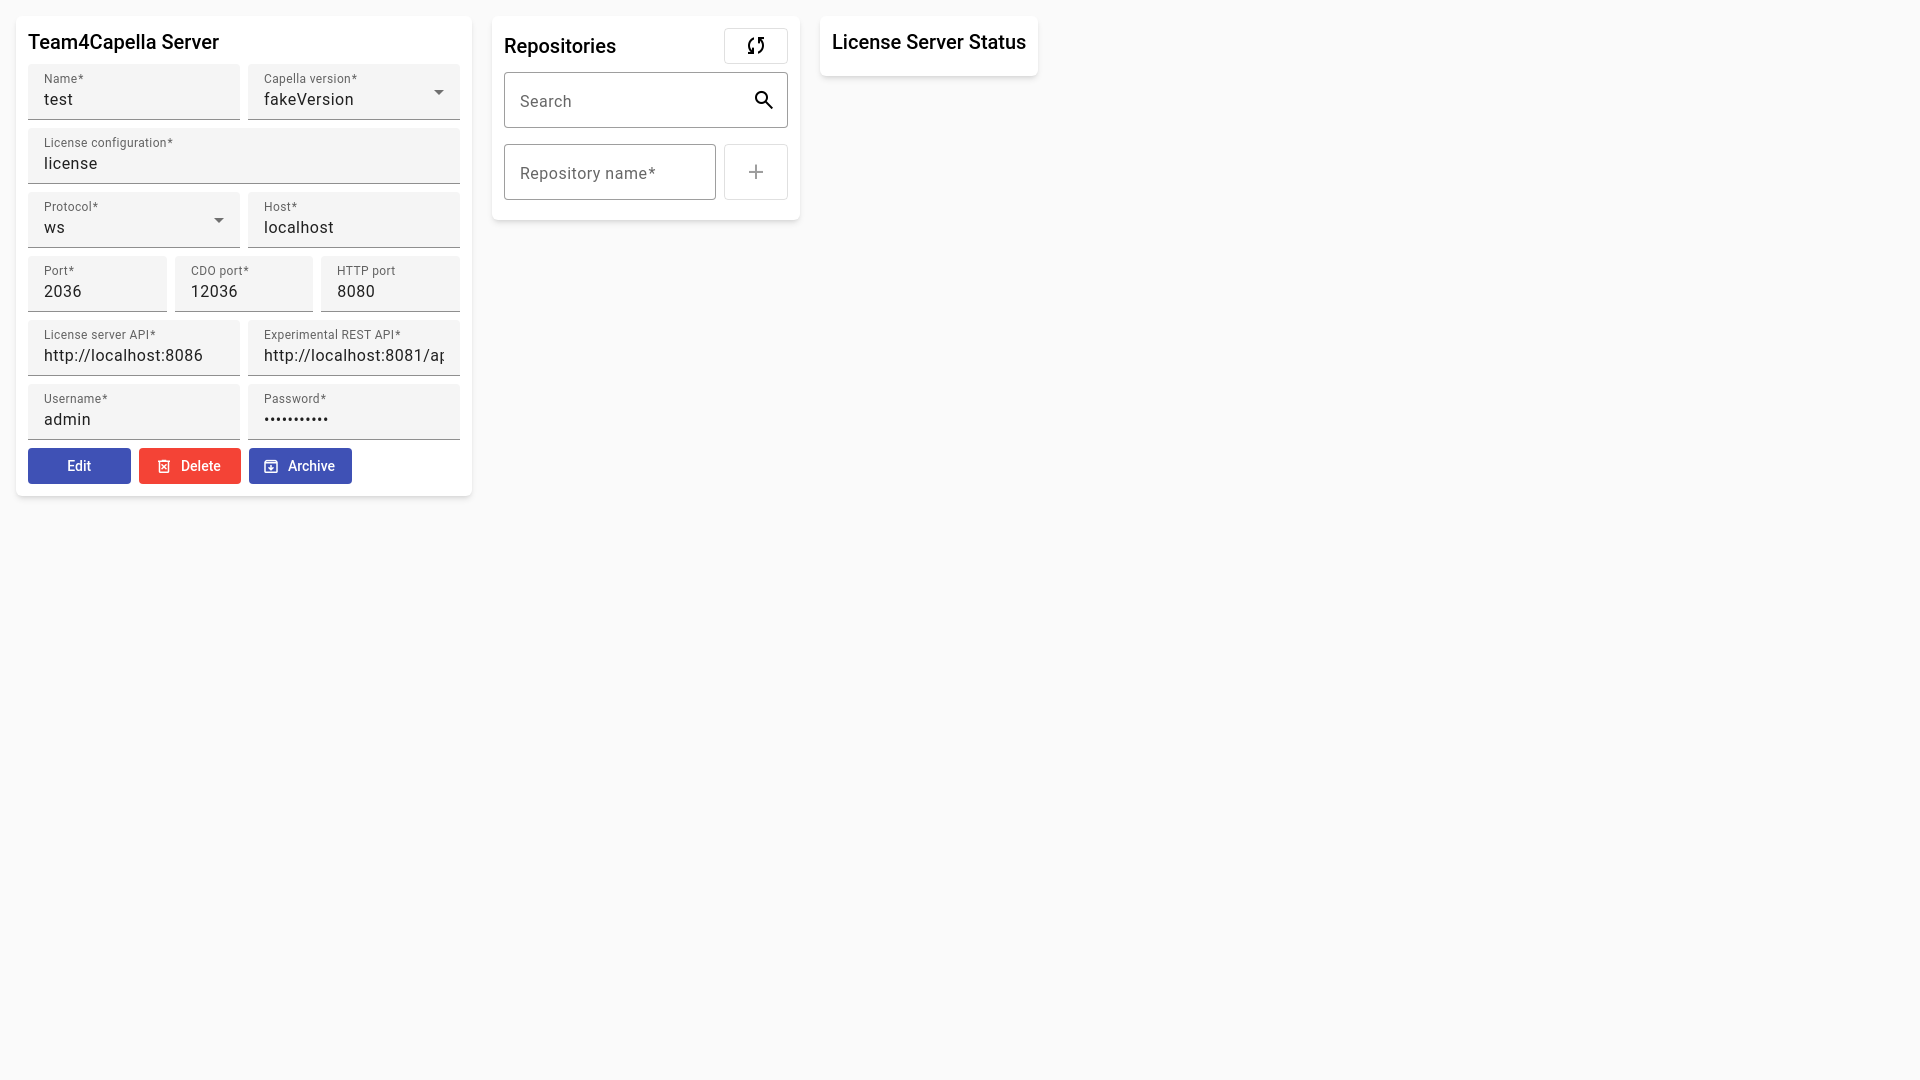 Team4Capella Server
Name*
test
Capella version*
fakeVersion
License configuration*
license
Protocol*
ws
Host*
localhost
Port*
2036
CDO port*
12036
HTTP port
8080
License server API*
http://localhost:8086
Experimental REST API*
http://localhost:8081/ap
Username*
admin
Password*
•••••••••••
Edit
Delete
Archive
Repositories
Search
Repository name*
License Server Status